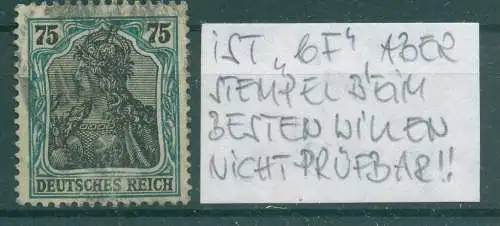 75 75
DEUTSCHES REICH
iST "bF", ABER
STEMPEL BEIM
BESTEN WILLEN
NICHT PRÜFBAR!!